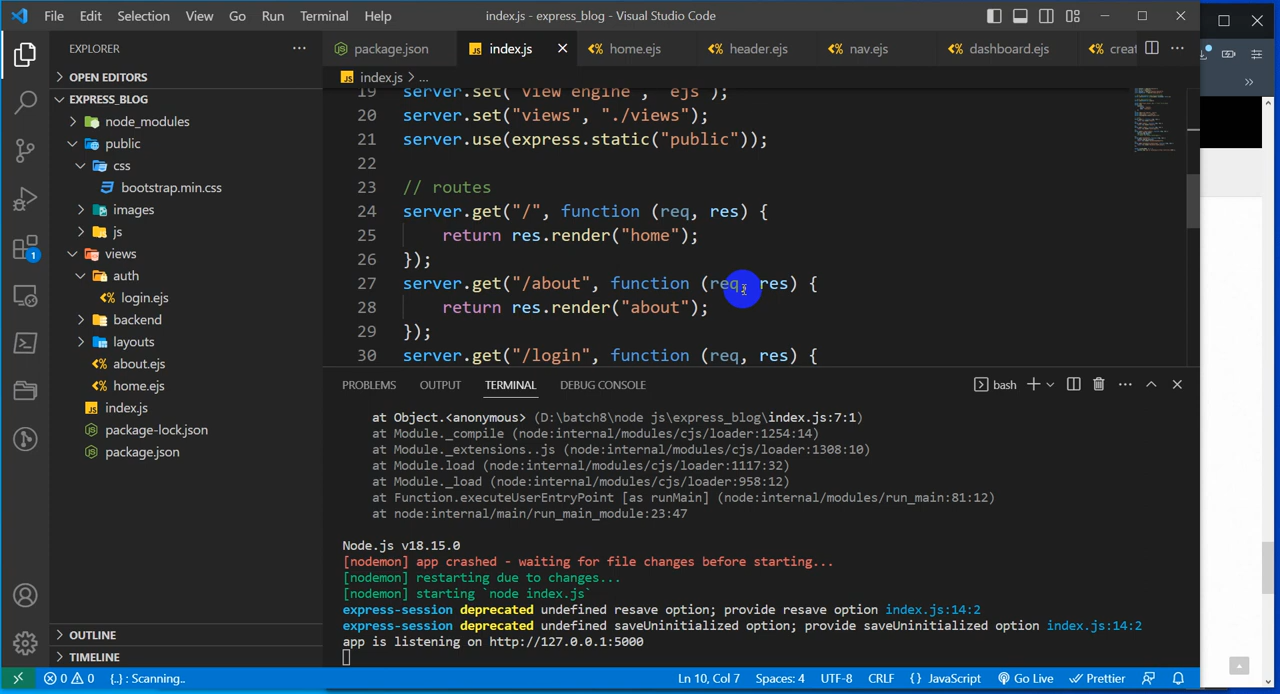 File Edit Selection View Go Run Terminal Help index.js - express_blog - Visual Studio Code
EXPLORER
OPEN EDITORS
EXPRESS_BLOG
node_modules
public
css
bootstrap.min.css
images
js
views
auth
login.ejs
backend
layouts
about.ejs
home.ejs
index.js
package-lock.json
package.json
OUTLINE
TIMELINE
package.json index.js home.ejs header.ejs nav.ejs dashboard.ejs creat
index.js > ...
19 server.set("view engine", "ejs");
20 server.set("views", "./views");
21 server.use(express.static("public"));
22
23 // routes
24 server.get("/", function (req, res) {
25 return res.render("home");
26 });
27 server.get("/about", function (req, res) {
28 return res.render("about");
29 });
30 server.get("/login", function (req, res) {
PROBLEMS OUTPUT TERMINAL DEBUG CONSOLE bash
at Object.<anonymous> (D:\batch8\node js\express_blog\index.js:7:1)
at Module._compile (node:internal/modules/cjs/loader:1254:14)
at Module._extensions..js (node:internal/modules/cjs/loader:1308:10)
at Module.load (node:internal/modules/cjs/loader:1117:32)
at Module._load (node:internal/modules/cjs/loader:958:12)
at Function.executeUserEntryPoint [as runMain] (node:internal/modules/run_main:81:12)
at node:internal/main/run_main_module:23:47
Node.js v18.15.0
[nodemon] app crashed - waiting for file changes before starting...
[nodemon] restarting due to changes...
[nodemon] starting `node index.js`
express-session deprecated undefined resave option; provide resave option index.js:14:2
express-session deprecated undefined saveUninitialized option; provide saveUninitialized option index.js:14:2
app is listening on http://127.0.0.1:5000
0 0 {..} : Scanning.. Ln 10, Col 7 Spaces: 4 UTF-8 CRLF {} JavaScript Go Live Prettier
1